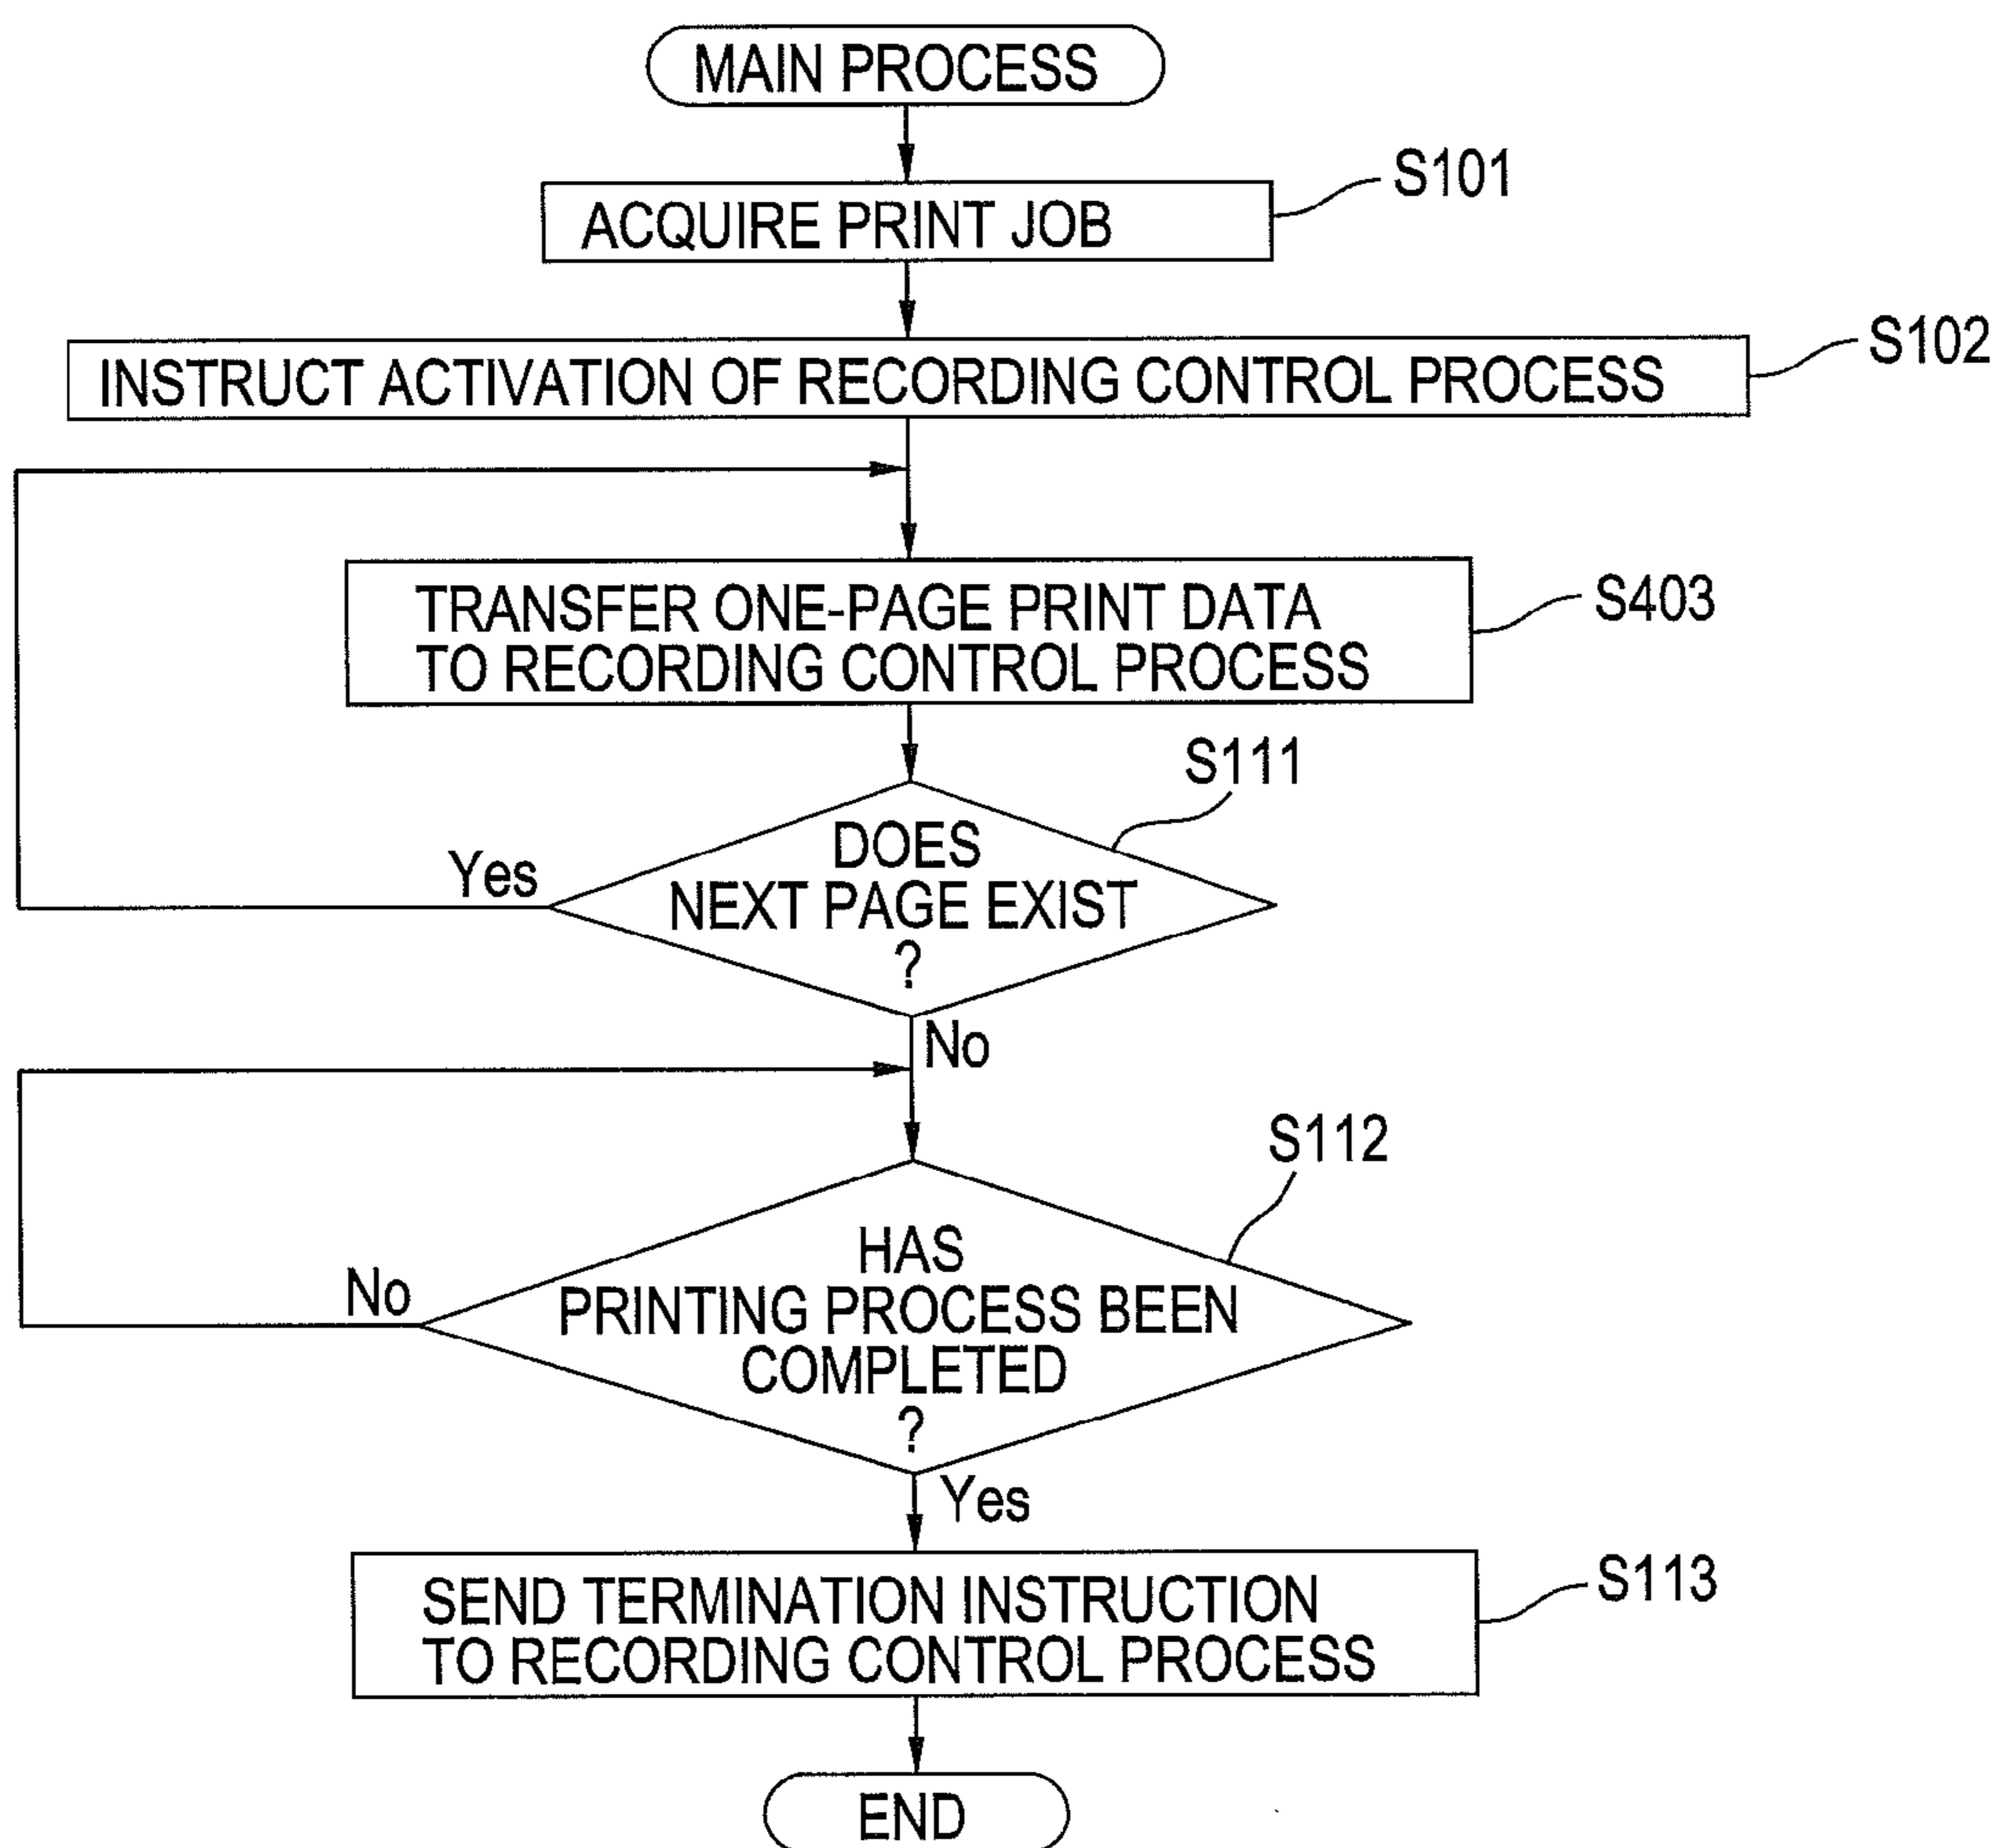 MAIN PROCESS
S101
ACQUIRE PRINT JOB
S102
INSTRUCT ACTIVATION OF RECORDING CONTROL PROCESS
S403
TRANSFER ONE-PAGE PRINT DATA
TO RECORDING CONTROL PROCESS
S111
DOES
NEXT PAGE EXIST
?
Yes
No
S112
HAS
PRINTING PROCESS BEEN
COMPLETED
?
No
Yes
S113
SEND TERMINATION INSTRUCTION
TO RECORDING CONTROL PROCESS
END